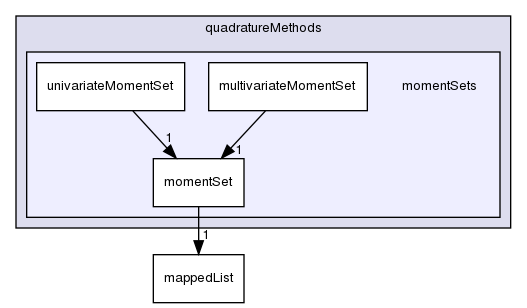 quadratureMethods
univariateMomentSet
multivariateMomentSet
momentSets
1
1
momentSet
1
mappedList